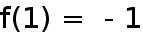 f(1) = - 1